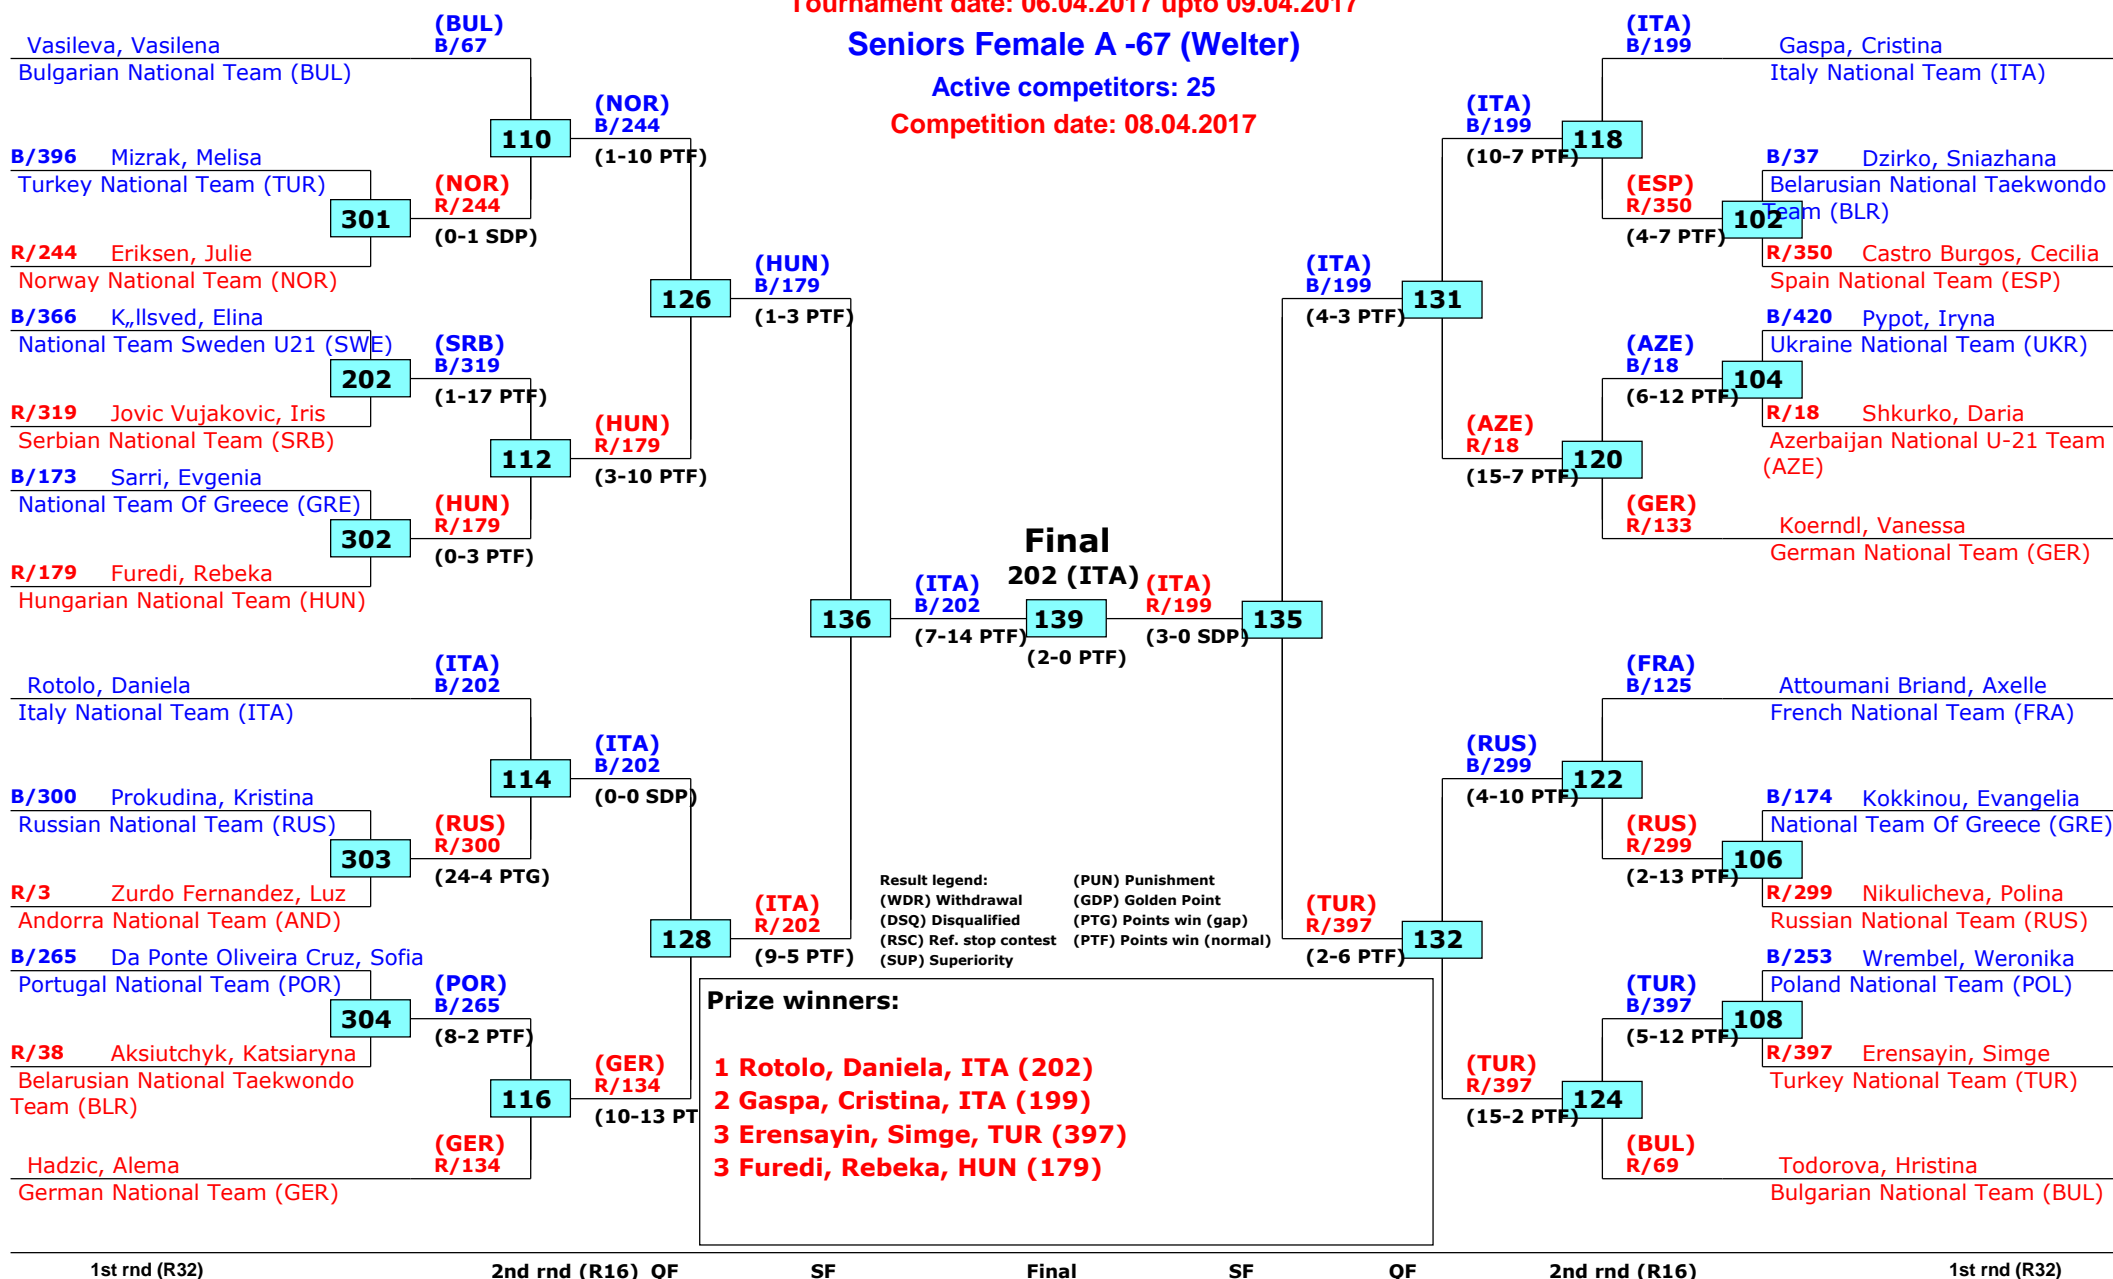 Tournament date: 06.04.2017 upto 09.04.2017
Seniors Female A -67 (Welter)
Active competitors: 25
Competition date: 08.04.2017
(BUL)
B/67
Vasileva, Vasilena
Bulgarian National Team (BUL)
(NOR)
B/244
110
(1-10 PTF)
B/396 Mizrak, Melisa
Turkey National Team (TUR)
301
(NOR)
R/244
(0-1 SDP)
R/244 Eriksen, Julie
Norway National Team (NOR)
126
(HUN)
B/179
(1-3 PTF)
B/366 K„llsved, Elina
National Team Sweden U21 (SWE)
202
(SRB)
B/319
(1-17 PTF)
R/319 Jovic Vujakovic, Iris
Serbian National Team (SRB)
112
(HUN)
R/179
(3-10 PTF)
B/173 Sarri, Evgenia
National Team Of Greece (GRE)
302
(HUN)
R/179
(0-3 PTF)
R/179 Furedi, Rebeka
Hungarian National Team (HUN)
136
(ITA)
B/202
(7-14 PTF)
Final
202 (ITA)
139
(2-0 PTF)
(ITA)
R/199
(3-0 SDP)
135
(ITA)
B/202
Rotolo, Daniela
Italy National Team (ITA)
114
(ITA)
B/202
(0-0 SDP)
B/300 Prokudina, Kristina
Russian National Team (RUS)
303
(RUS)
R/300
(24-4 PTG)
R/3 Zurdo Fernandez, Luz
Andorra National Team (AND)
128
(ITA)
R/202
(9-5 PTF)
B/265 Da Ponte Oliveira Cruz, Sofia
Portugal National Team (POR)
304
(POR)
B/265
(8-2 PTF)
R/38 Aksiutchyk, Katsiaryna
Belarusian National Taekwondo
Team (BLR)
116
(GER)
R/134
(10-13 PT
(GER)
R/134
Hadzic, Alema
German National Team (GER)
(ITA)
B/199
Gaspa, Cristina
Italy National Team (ITA)
(ITA)
B/199
118
(10-7 PTF)
B/37 Dzirko, Sniazhana
Belarusian National Taekwondo
Team (BLR)
102
(ESP)
R/350
(4-7 PTF)
R/350 Castro Burgos, Cecilia
Spain National Team (ESP)
(ITA)
B/199
131
(4-3 PTF)
B/420 Pypot, Iryna
Ukraine National Team (UKR)
104
(AZE)
B/18
(6-12 PTF)
R/18 Shkurko, Daria
Azerbaijan National U-21 Team
(AZE)
(AZE)
R/18
120
(15-7 PTF)
(GER)
R/133
Koerndl, Vanessa
German National Team (GER)
(FRA)
B/125
Attoumani Briand, Axelle
French National Team (FRA)
(RUS)
B/299
122
(4-10 PTF)
B/174 Kokkinou, Evangelia
National Team Of Greece (GRE)
106
(RUS)
R/299
(2-13 PTF)
R/299 Nikulicheva, Polina
Russian National Team (RUS)
(TUR)
R/397
132
(2-6 PTF)
B/253 Wrembel, Weronika
Poland National Team (POL)
108
(TUR)
B/397
(5-12 PTF)
R/397 Erensayin, Simge
Turkey National Team (TUR)
(TUR)
R/397
124
(15-2 PTF)
(BUL)
R/69
Todorova, Hristina
Bulgarian National Team (BUL)
Result legend: (PUN) Punishment
(WDR) Withdrawal (GDP) Golden Point
(DSQ) Disqualified (PTG) Points win (gap)
(RSC) Ref. stop contest (PTF) Points win (normal)
(SUP) Superiority
Prize winners:
1 Rotolo, Daniela, ITA (202)
2 Gaspa, Cristina, ITA (199)
3 Erensayin, Simge, TUR (397)
3 Furedi, Rebeka, HUN (179)
1st rnd (R32) 2nd rnd (R16) QF SF Final SF QF 2nd rnd (R16) 1st rnd (R32)